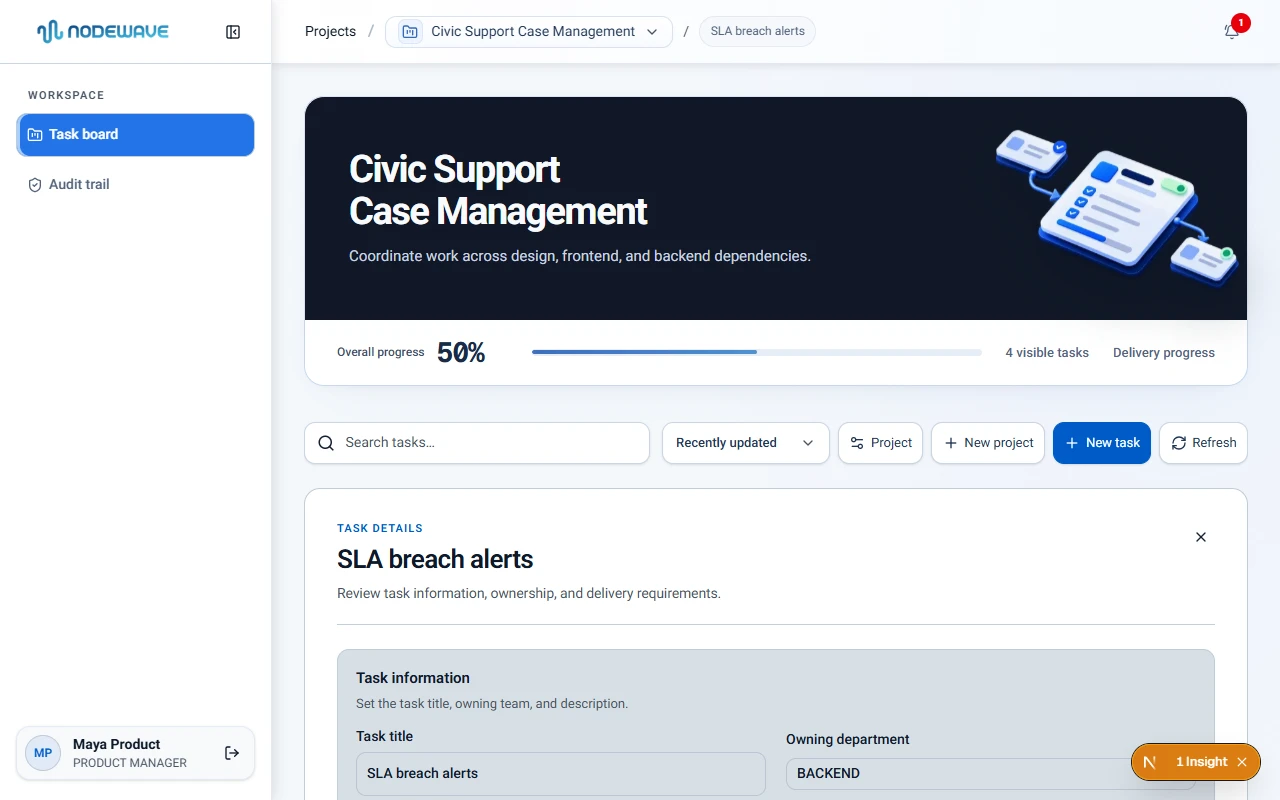 NODEWAVE
WORKSPACE
Task board
Audit trail
MP
Maya Product
PRODUCT MANAGER
Projects / Civic Support Case Management / SLA breach alerts
1
Civic Support
Case Management
Coordinate work across design, frontend, and backend dependencies.
Overall progress 50% 4 visible tasks Delivery progress
Search tasks...
Recently updated
Project
New project
New task
Refresh
TASK DETAILS
SLA breach alerts
Review task information, ownership, and delivery requirements.
Task information
Set the task title, owning team, and description.
Task title
SLA breach alerts
Owning department
BACKEND
N 1 Insight